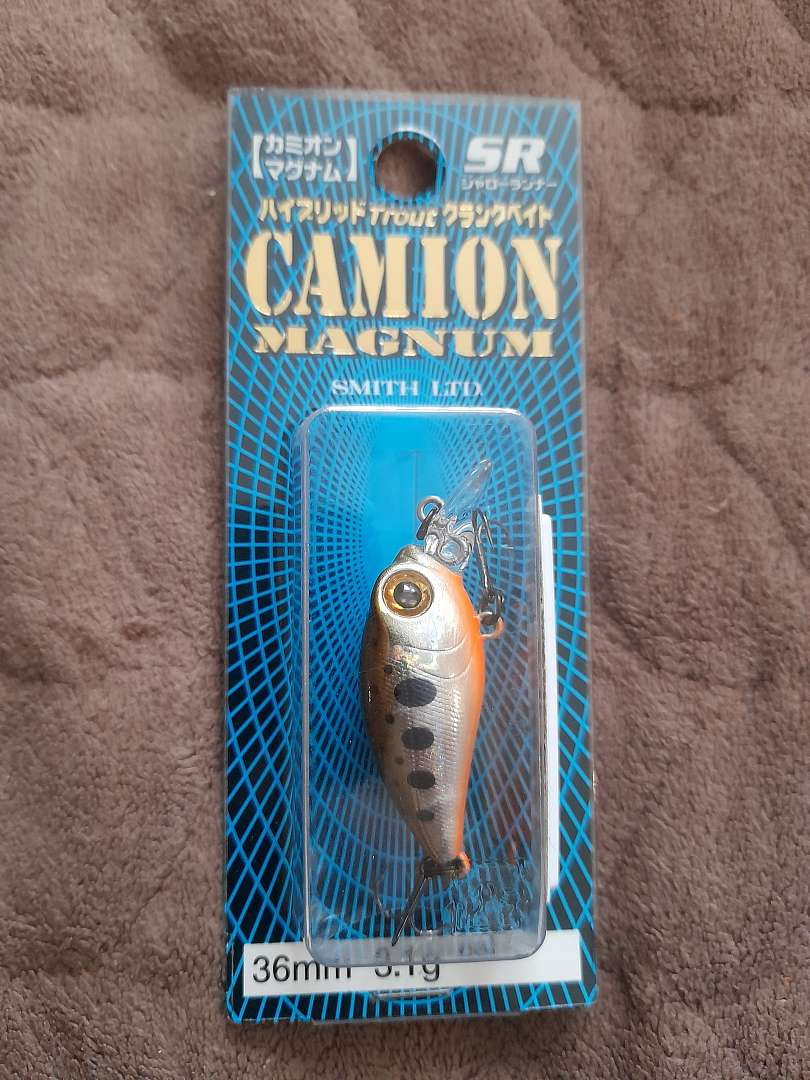 【カミオン
マグナム】
SR
シャローランナー
ハイブリッドTroutクランクベイト
CAMION
MAGNUM
SMITH LTD.
36mm 3.1g